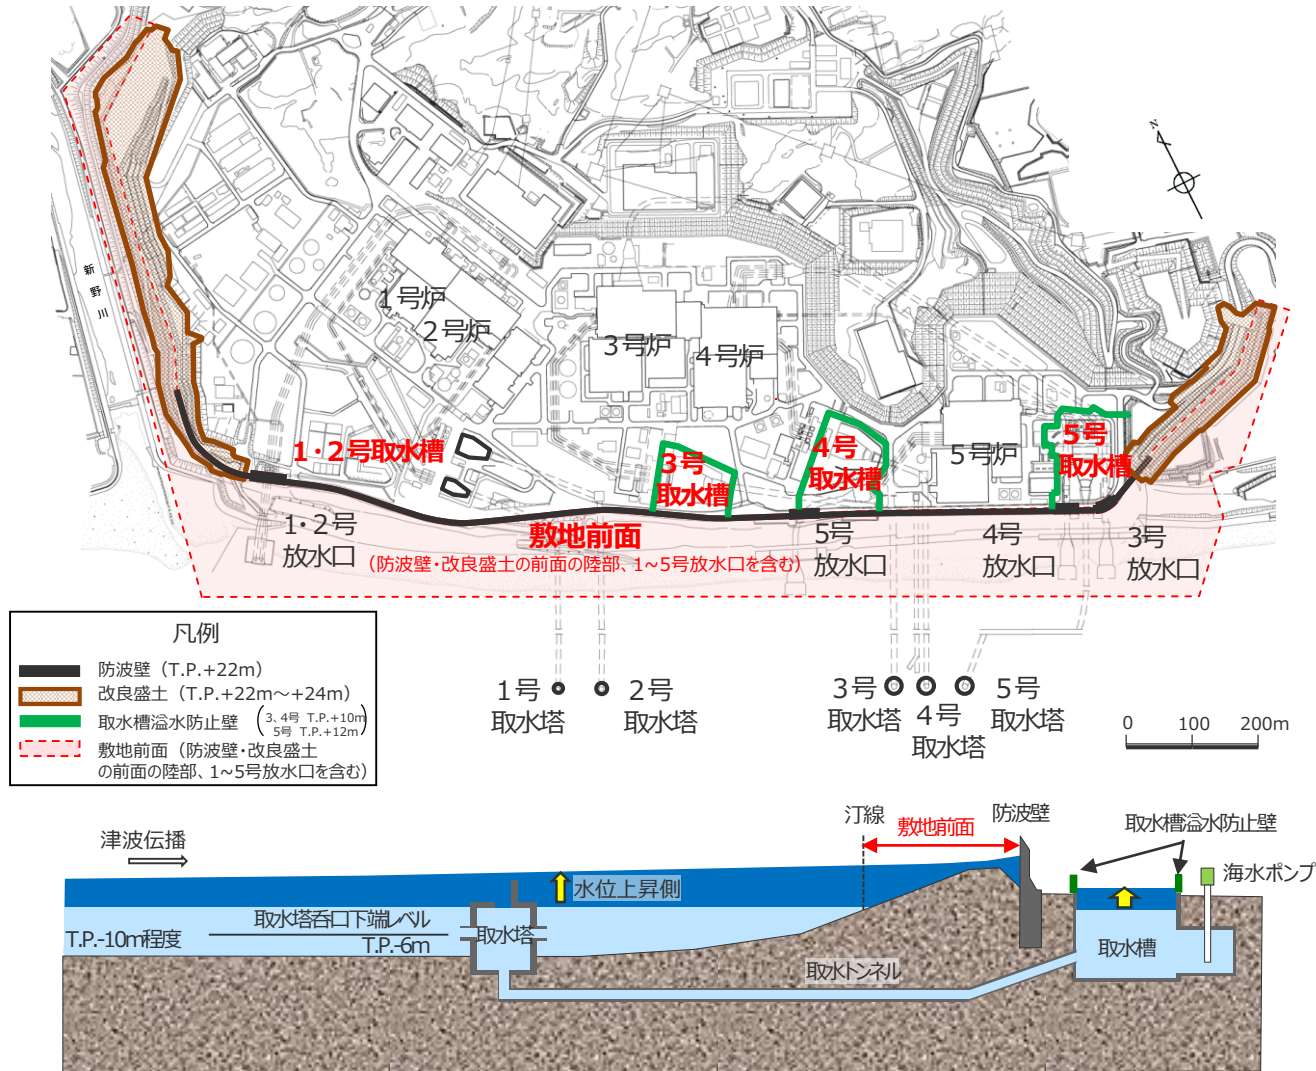 N
新野川
1号炉
2号炉
3号炉
4号炉
5号炉
1・2号取水槽
3号
取水槽
4号
取水槽
5号
取水槽
1・2号
放水口
敷地前面
（防波壁・改良盛土の前面の陸部、1~5号放水口を含む）
5号
放水口
4号
放水口
3号
放水口
凡例
防波壁（T.P.+22m）
改良盛土（T.P.+22m～+24m）
取水槽溢水防止壁（3、4号 T.P.+10m
5号 T.P.+12m）
敷地前面（防波壁・改良盛土
の前面の陸部、1~5号放水口を含む）
1号
取水塔
2号
取水塔
3号
取水塔
4号
取水塔
5号
取水塔
0 100 200m
津波伝播
汀線
敷地前面
防波壁
取水槽溢水防止壁
海水ポンプ
水位上昇側
取水塔呑口下端レベル
T.P.-10m程度
T.P.-6m
取水塔
取水槽
取水トンネル